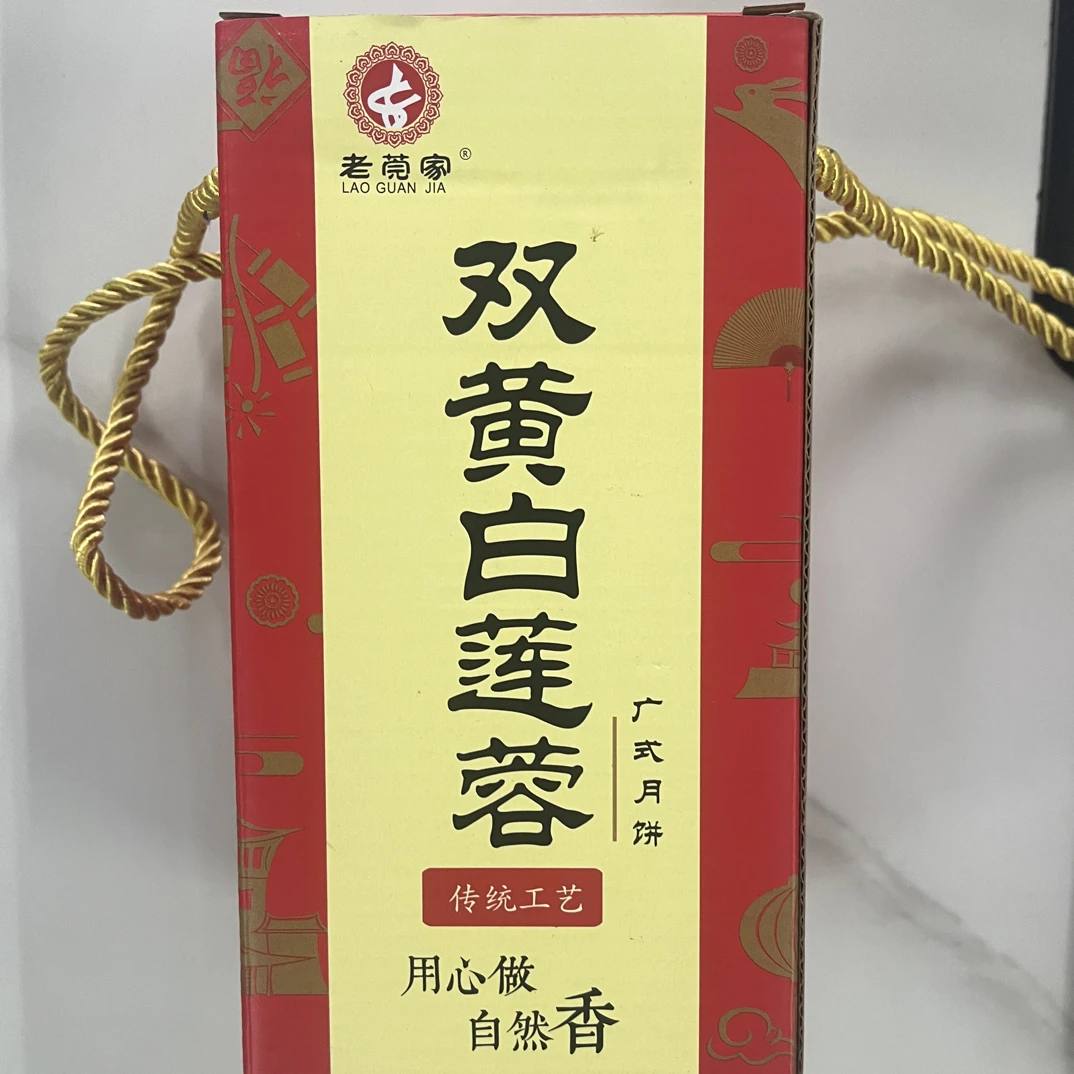 老莞家®
LAO GUAN JIA
双黄白莲蓉
广式月饼
传统工艺
用心做
自然香
福